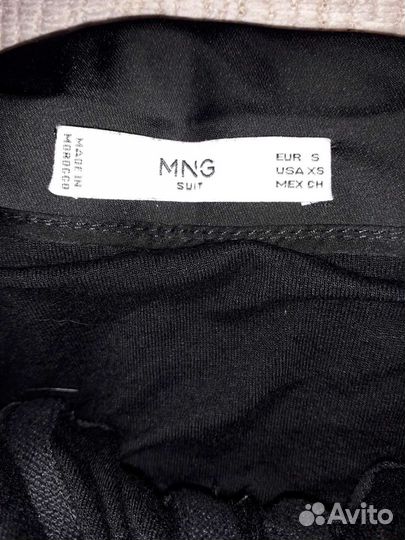 MADE IN
MOROCCO
MNG
SUIT
EUR S
USA XS
MEX CH
Avito